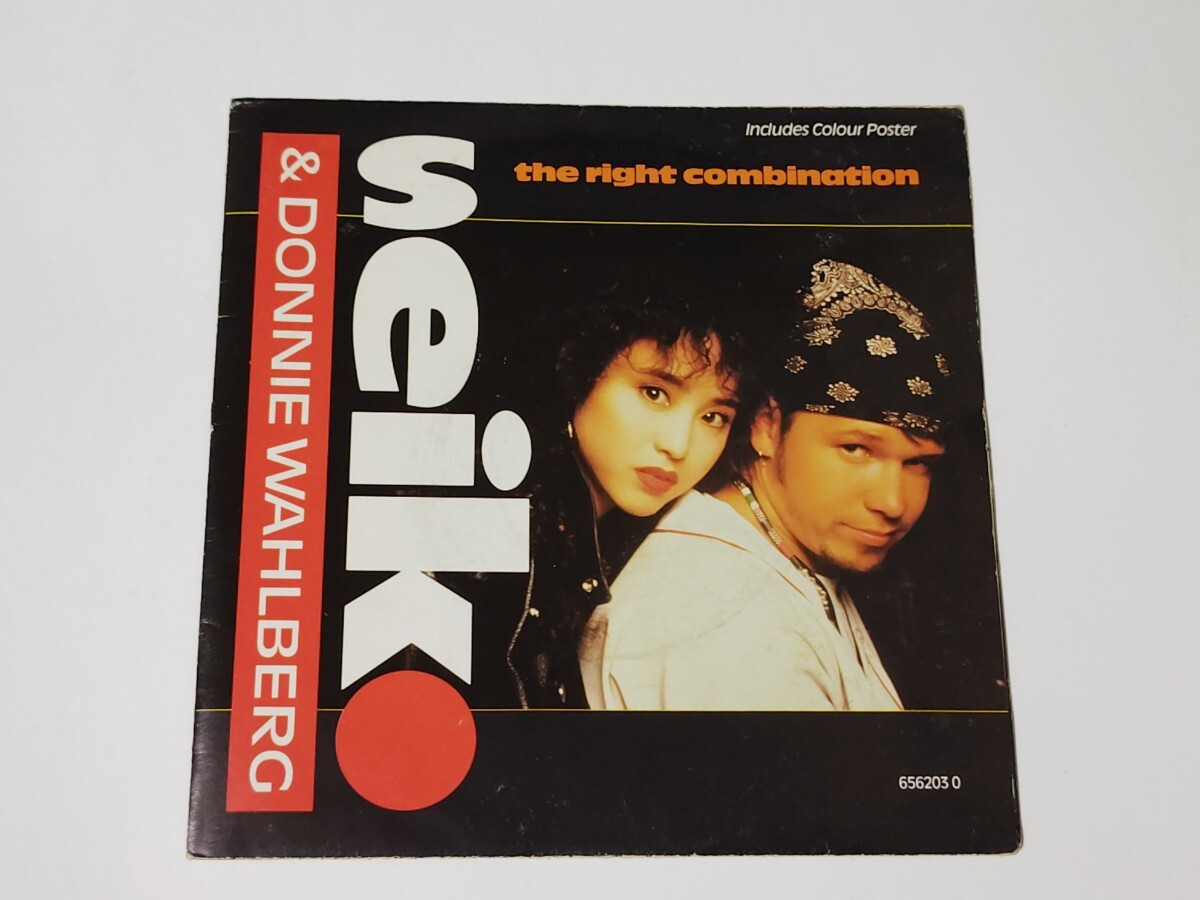 Includes Colour Poster
the right combination
seiko
& DONNIE WAHLBERG
656203 0